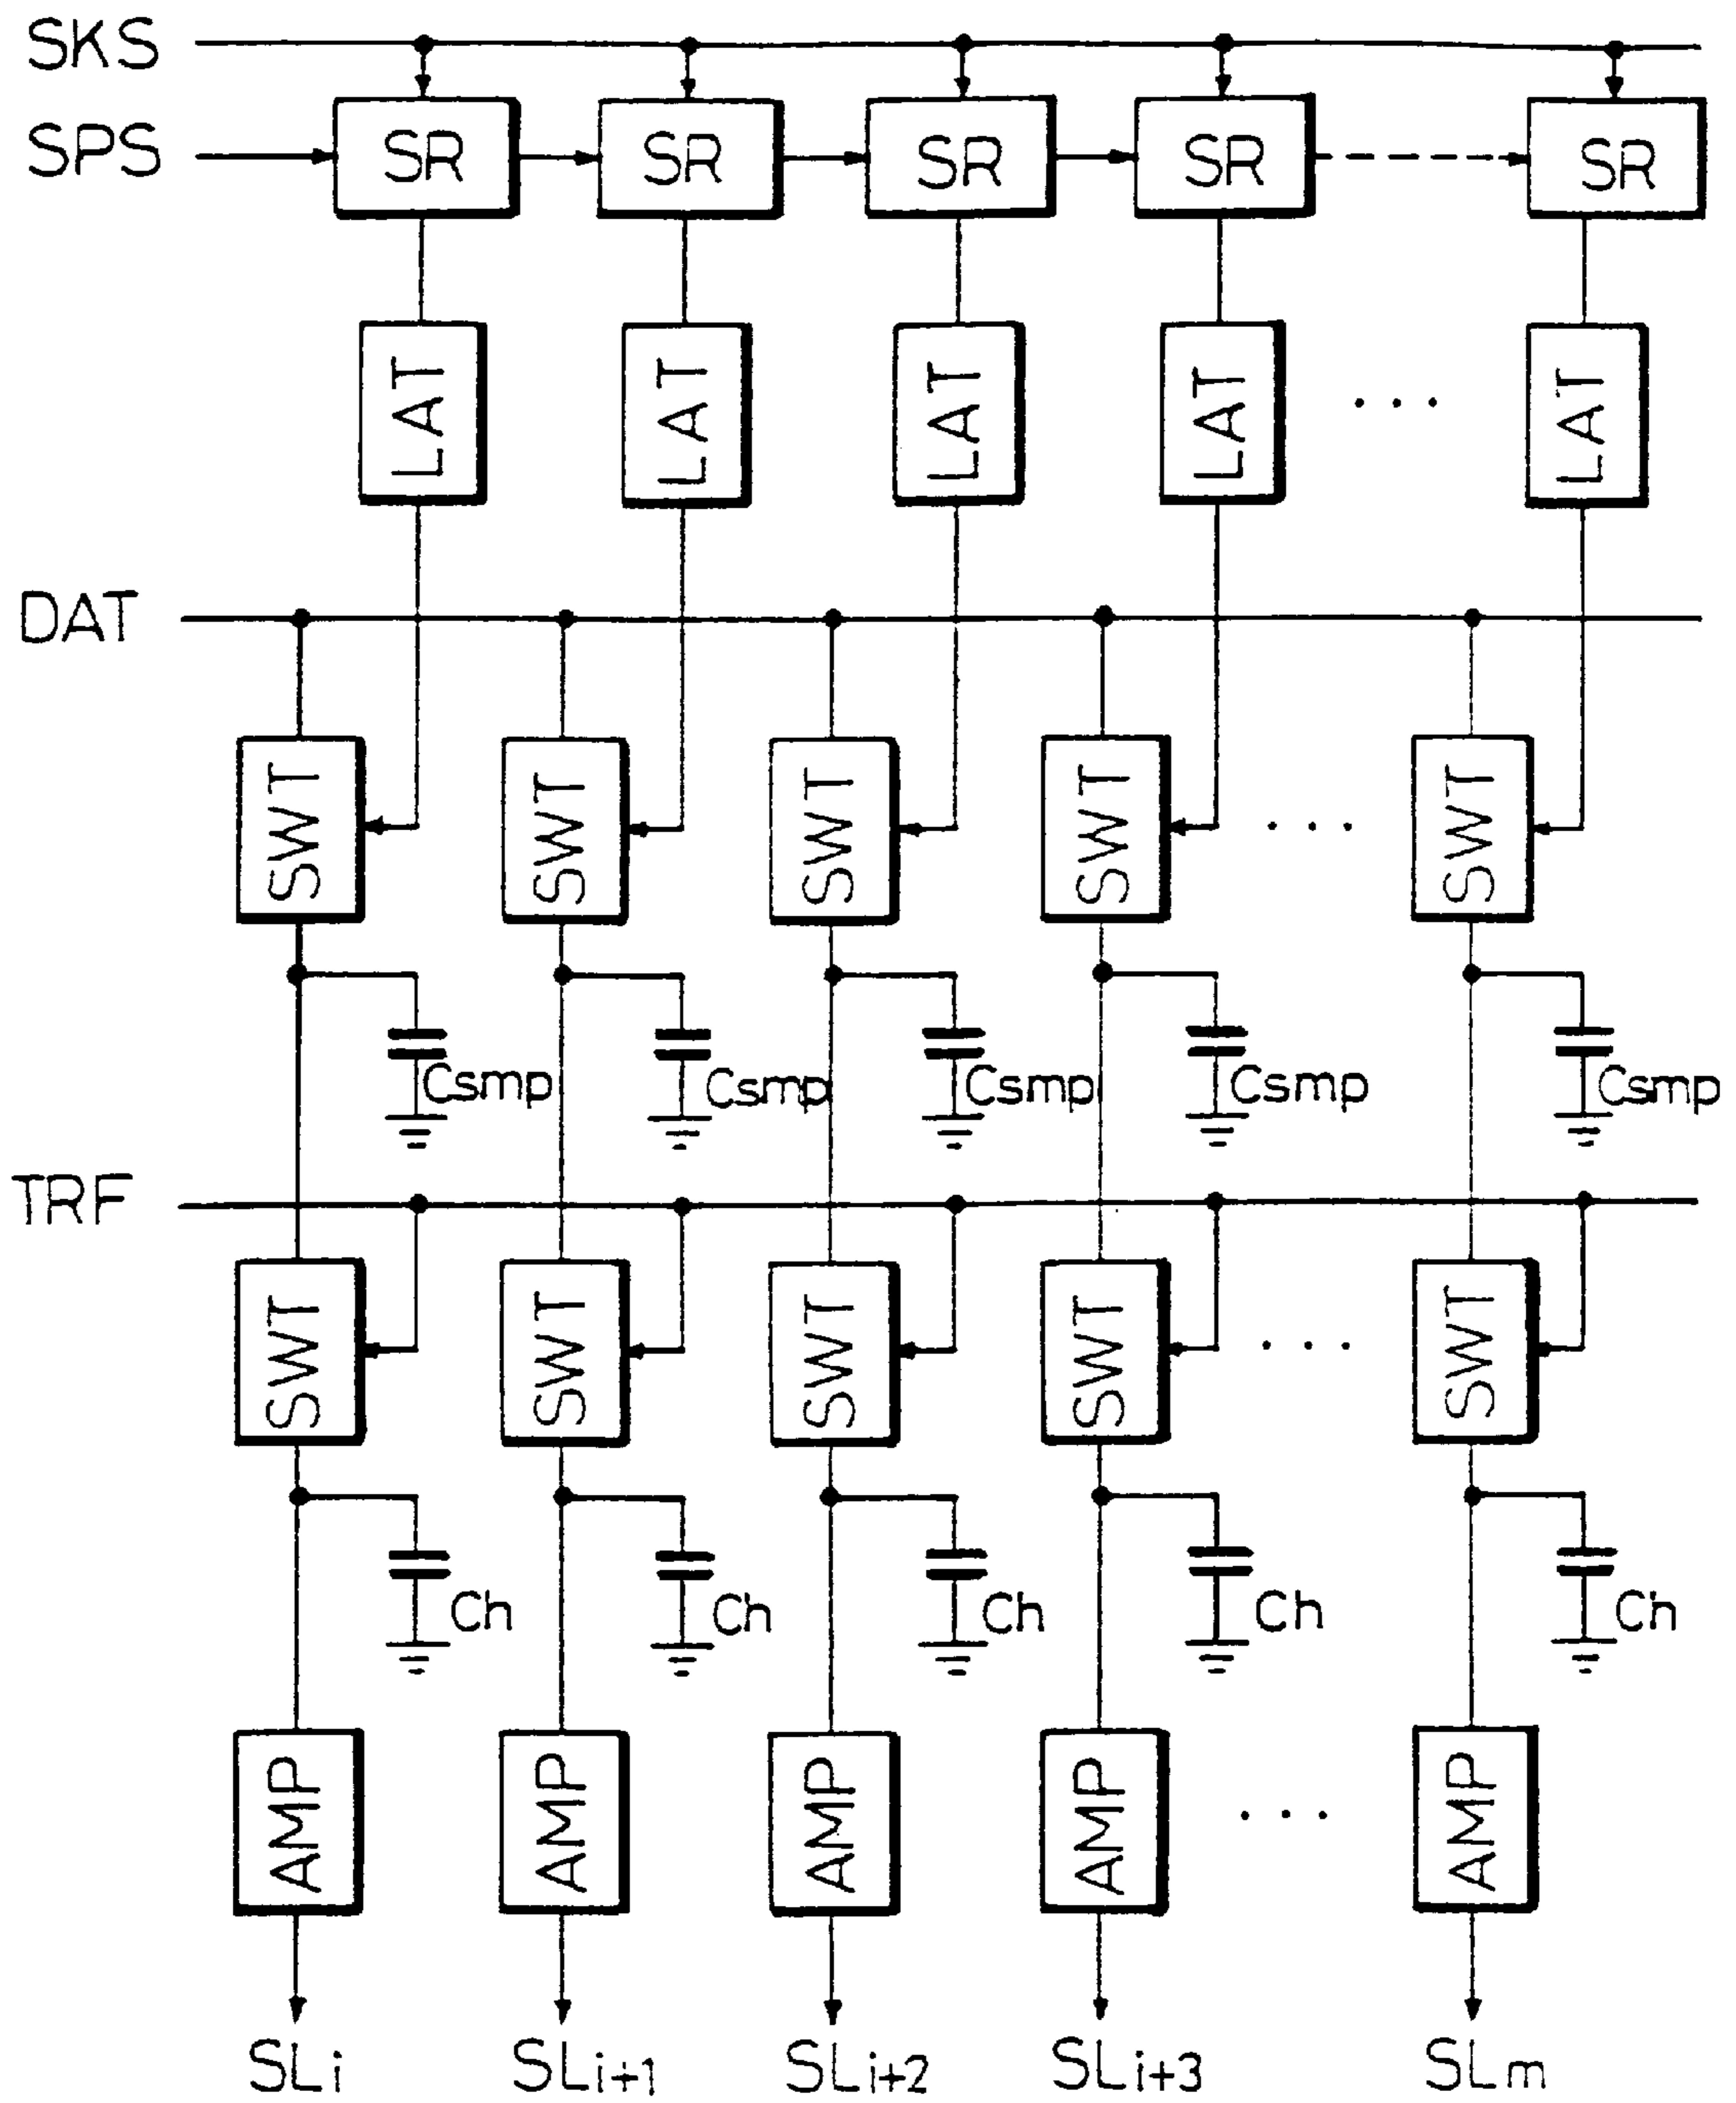 SKS
SPS SR SR SR SR SR
LAT LAT LAT LAT ... LAT
DAT
SWT SWT SWT SWT ... SWT
Csmp Csmp Csmp Csmp Csmp
TRF
SWT SWT SWT SWT ... SWT
Ch Ch Ch Ch Ch
AMP AMP AMP AMP ... AMP
SLi SLi+1 SLi+2 SLi+3 SLm